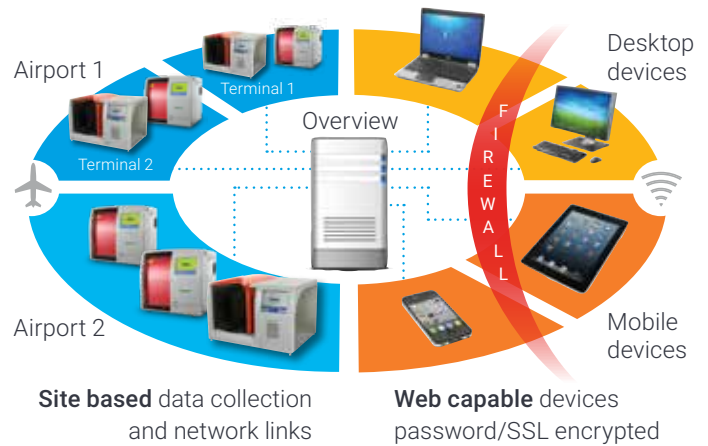 Airport 1
Terminal 1
Terminal 2
Overview
FIREWALL
Desktop
devices
Airport 2
Mobile
devices
Site based data collection
and network links
Web capable devices
password/SSL encrypted